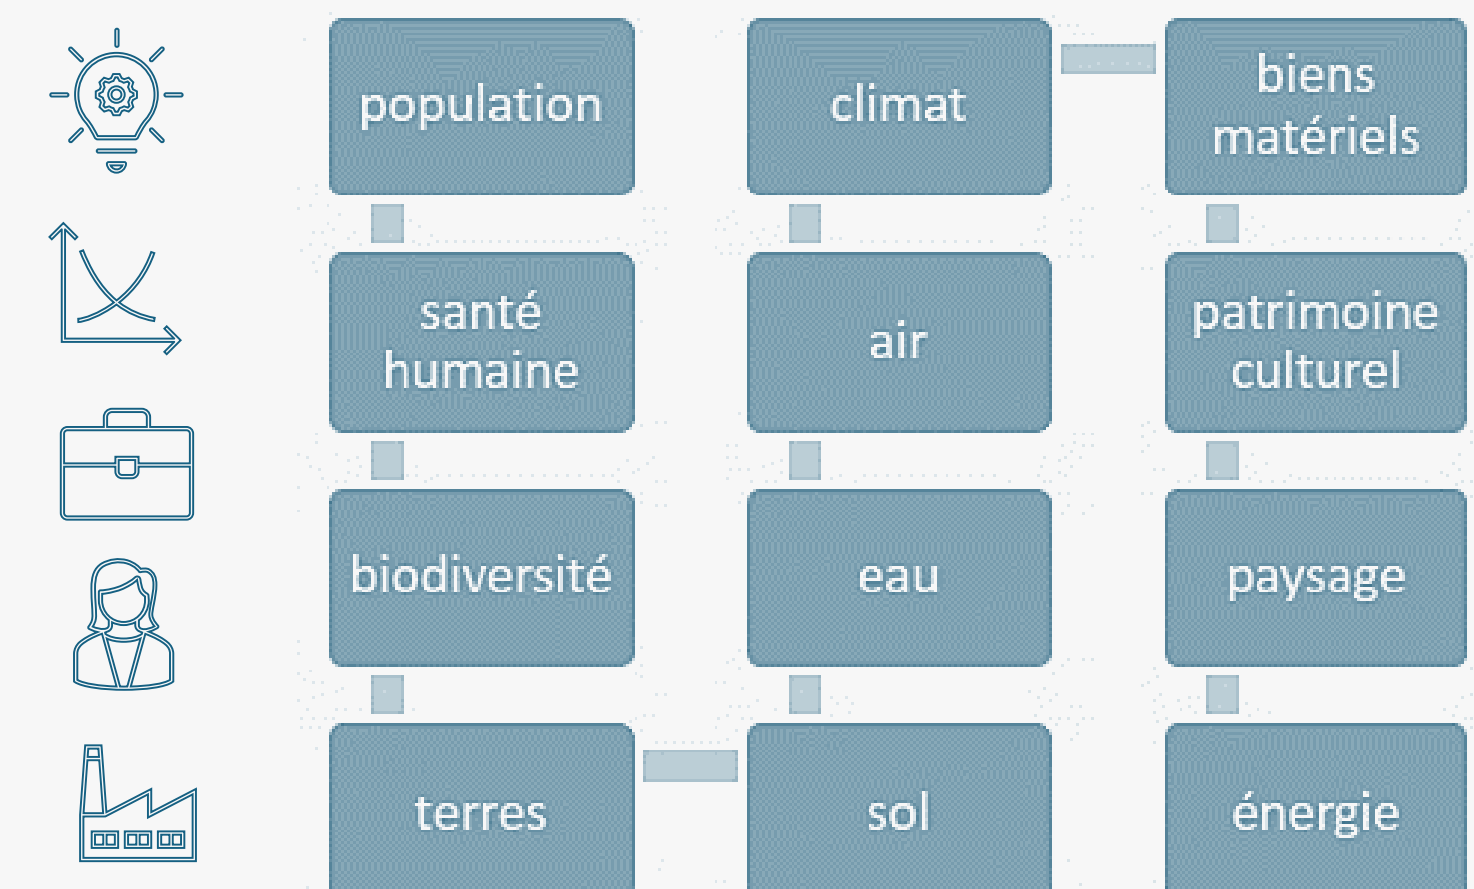 population
santé
humaine
biodiversité
terres
climat
air
eau
sol
biens
matériels
patrimoine
culturel
paysage
énergie